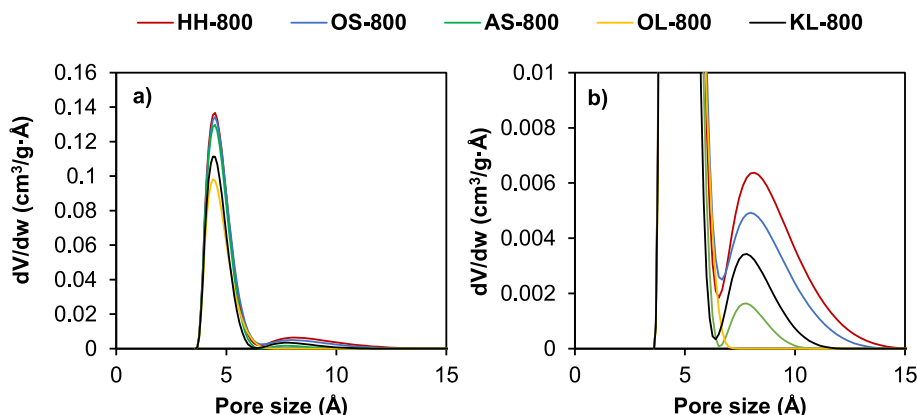 HH-800 OS-800 AS-800 OL-800 KL-800
a)
dV/dw (cm³/g·Å)
0.16
0.14
0.12
0.1
0.08
0.06
0.04
0.02
0
0 5 10 15
Pore size (Å)
b)
dV/dw (cm³/g·Å)
0.01
0.008
0.006
0.004
0.002
0
0 5 10 15
Pore size (Å)